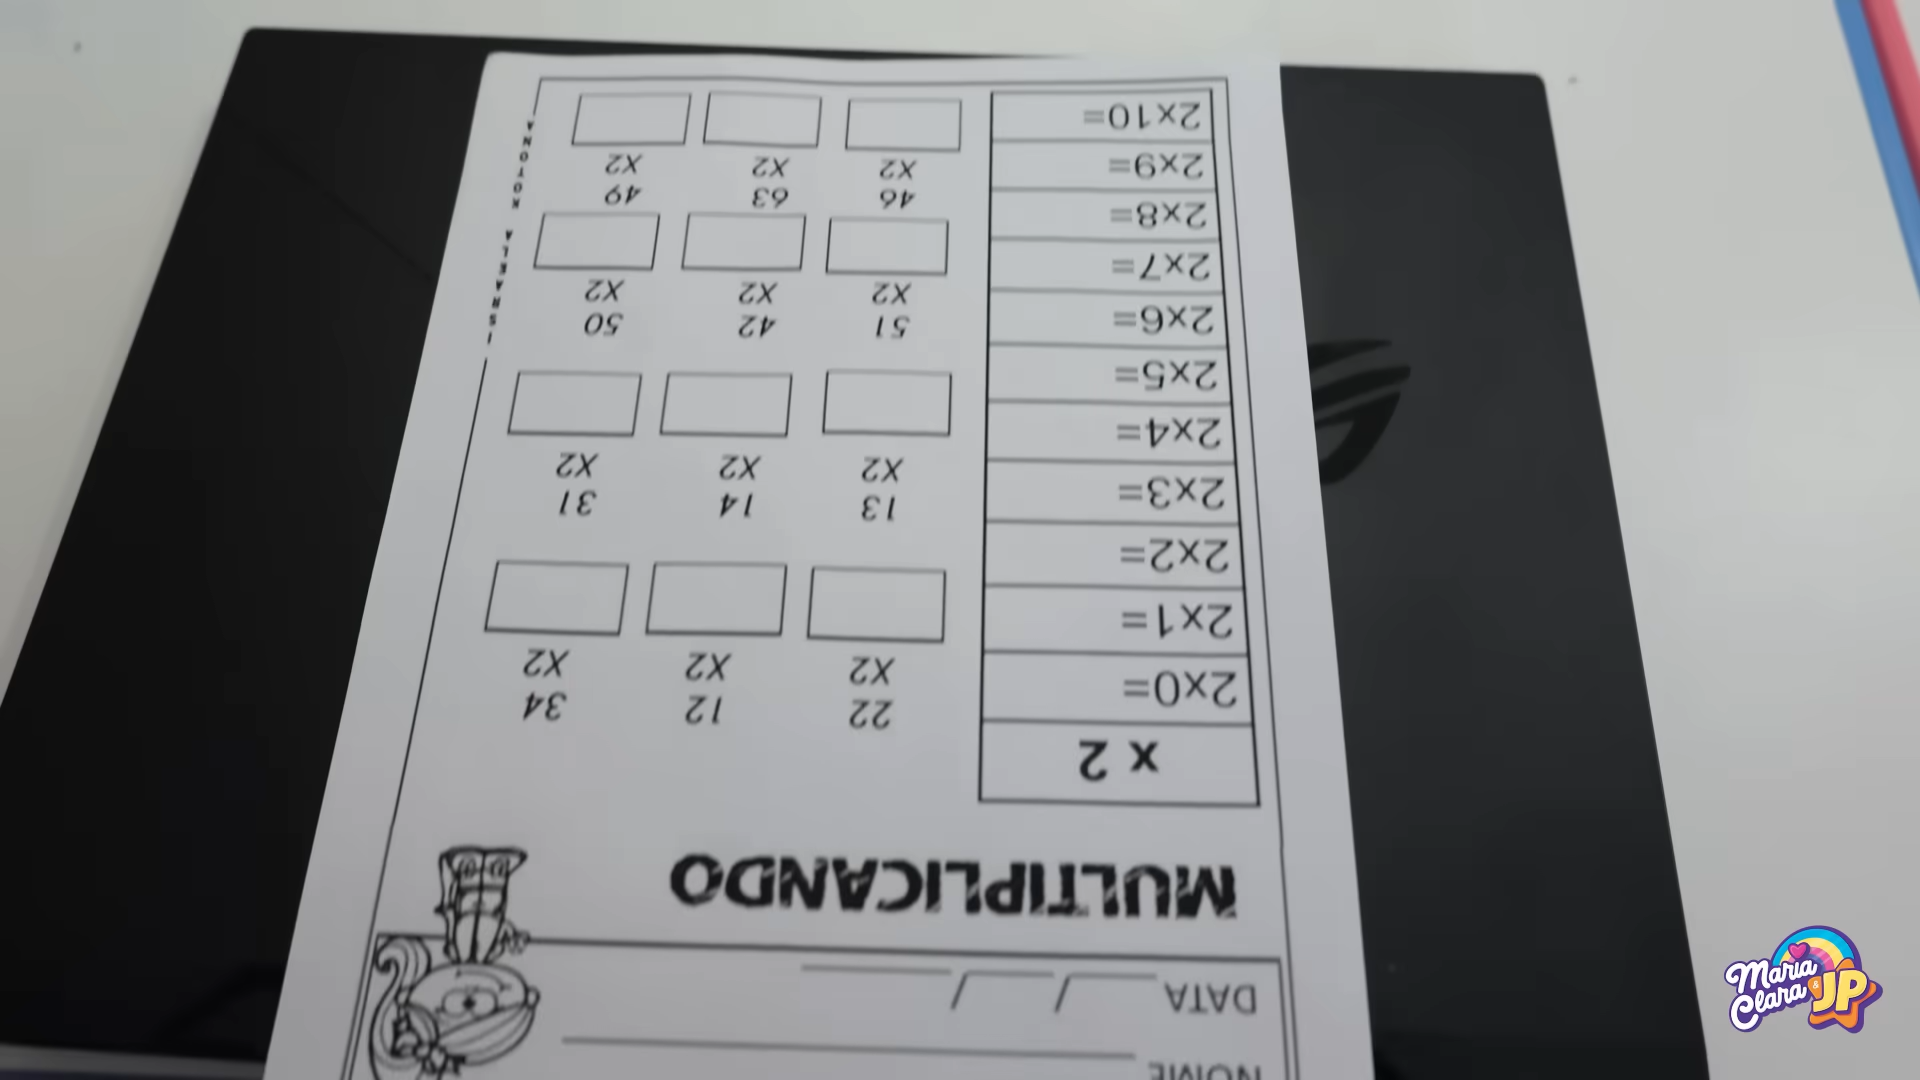 NOME
DATA / /
MULTIPLICANDO
x 2
2x0=
2x1=
2x2=
2x3=
2x4=
2x5=
2x6=
2x7=
2x8=
2x9=
2x10=
22 12 34
X2 X2 X2
13 14 31
X2 X2 X2
51 42 50
X2 X2 X2
46 63 49
X2 X2 X2
Maria
Clara & JP